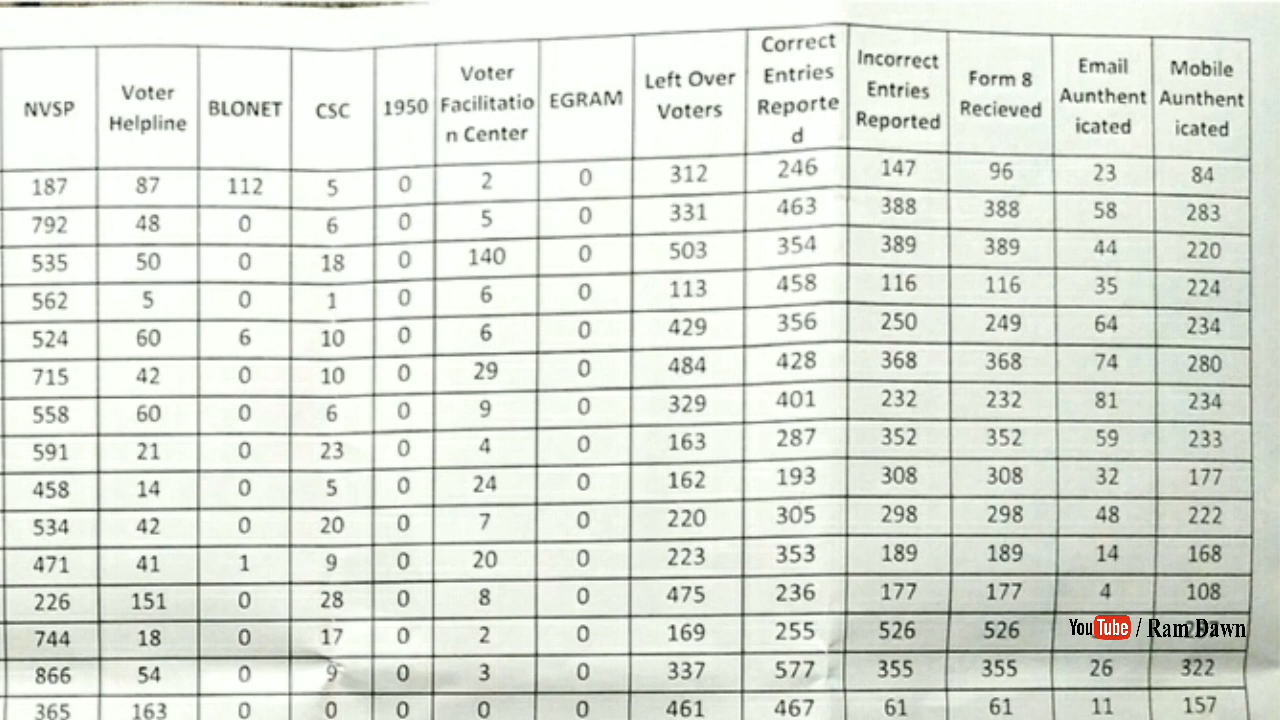 NVSP Voter Helpline BLONET CSC 1950 Voter Facilitatio n Center EGRAM Left Over Voters Correct Entries Reporte d Incorrect Entries Reported Form 8 Recieved Email Aunthent icated Mobile Aunthent icated
187 87 112 5 0 2 0 312 246 147 96 23 84
792 48 0 6 0 5 0 331 463 388 388 58 283
535 50 0 18 0 140 0 503 354 389 389 44 220
562 5 0 1 0 6 0 113 458 116 116 35 224
524 60 6 10 0 6 0 429 356 250 249 64 234
715 42 0 10 0 29 0 484 428 368 368 74 280
558 60 0 6 0 9 0 329 401 232 232 81 234
591 21 0 23 0 4 0 163 287 352 352 59 233
458 14 0 5 0 24 0 162 193 308 308 32 177
534 42 0 20 0 7 0 220 305 298 298 48 222
471 41 1 9 0 20 0 223 353 189 189 14 168
226 151 0 28 0 8 0 475 236 177 177 4 108
744 18 0 17 0 2 0 169 255 526 526
YouTube / Ram Dawn
866 54 0 9 0 3 0 337 577 355 355 26 322
365 163 0 0 0 0 0 461 467 61 61 11 157